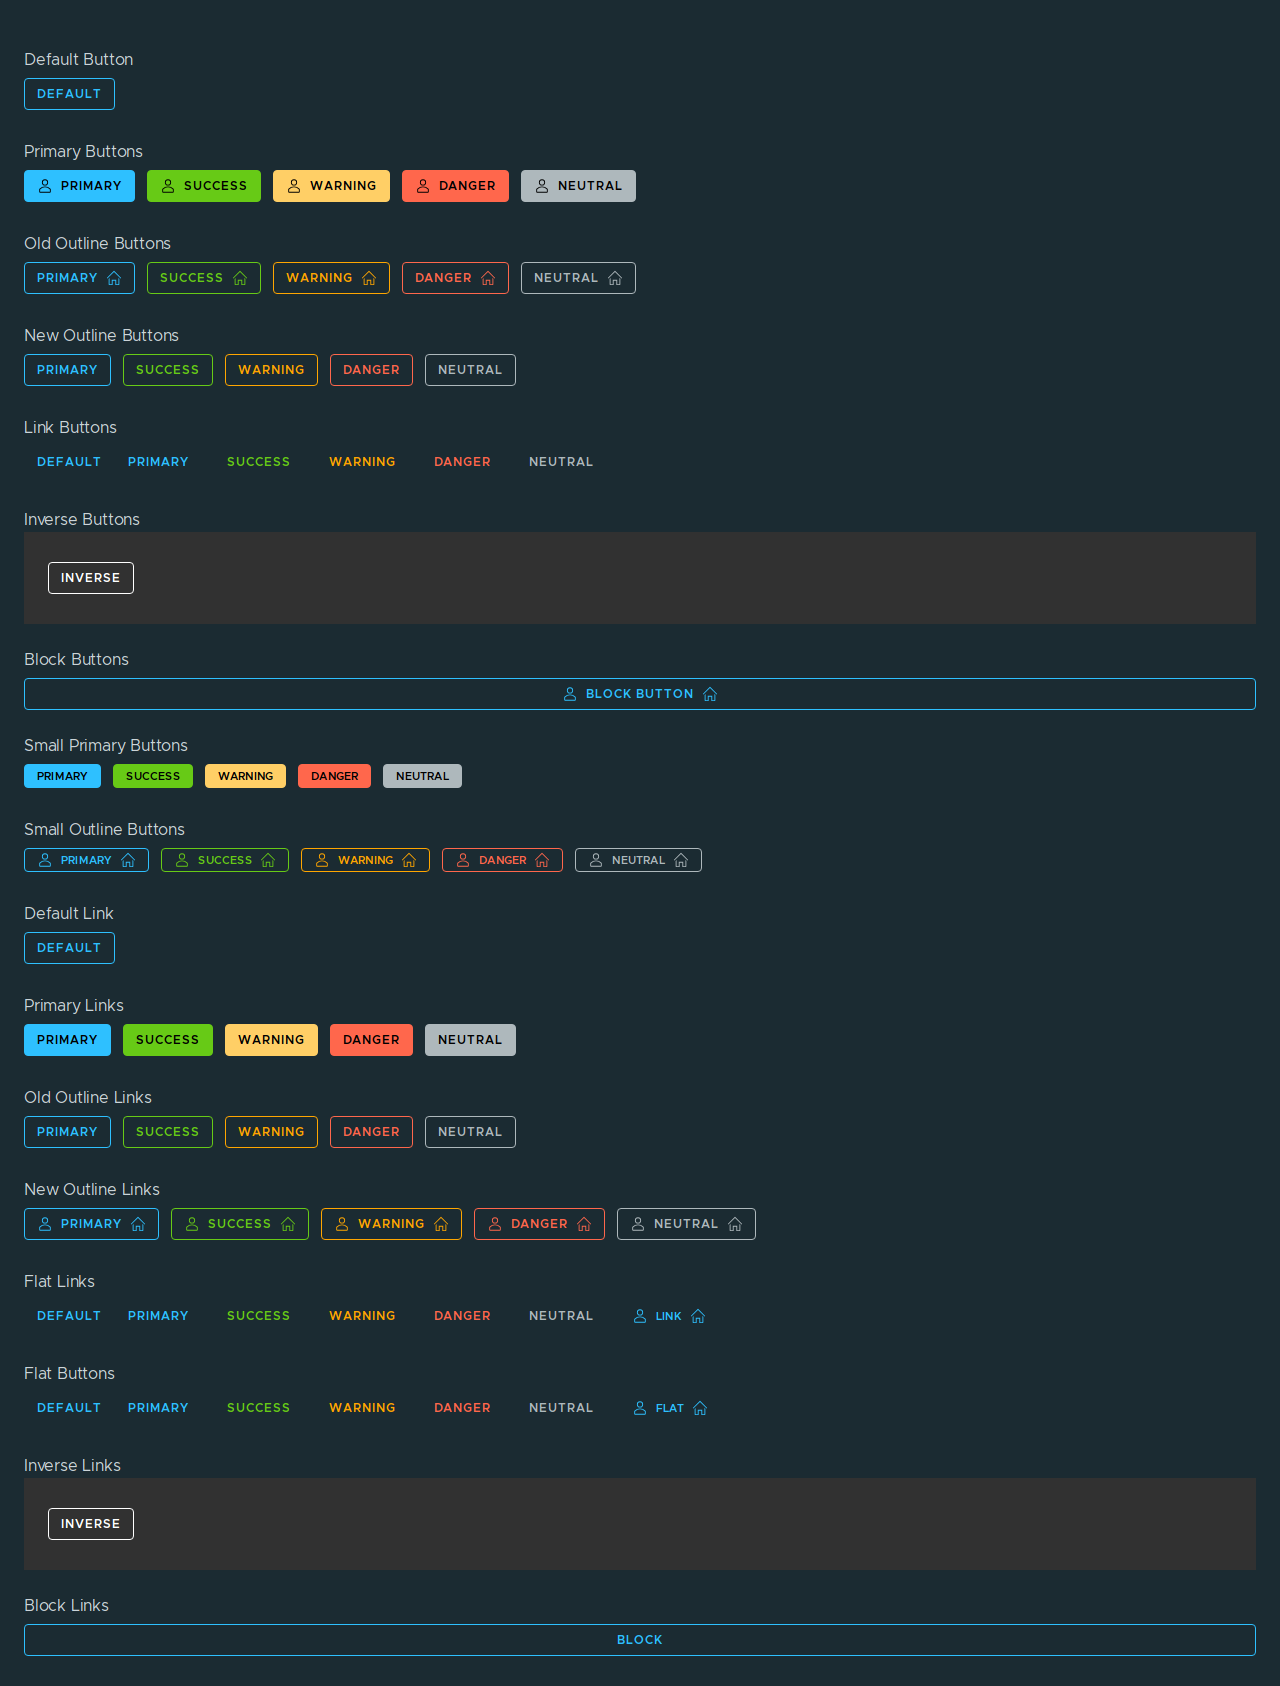 Default Button
DEFAULT
Primary Buttons
PRIMARY SUCCESS WARNING DANGER NEUTRAL
Old Outline Buttons
PRIMARY SUCCESS WARNING DANGER NEUTRAL
New Outline Buttons
PRIMARY SUCCESS WARNING DANGER NEUTRAL
Link Buttons
DEFAULT PRIMARY SUCCESS WARNING DANGER NEUTRAL
Inverse Buttons
INVERSE
Block Buttons
BLOCK BUTTON
Small Primary Buttons
PRIMARY SUCCESS WARNING DANGER NEUTRAL
Small Outline Buttons
PRIMARY SUCCESS WARNING DANGER NEUTRAL
Default Link
DEFAULT
Primary Links
PRIMARY SUCCESS WARNING DANGER NEUTRAL
Old Outline Links
PRIMARY SUCCESS WARNING DANGER NEUTRAL
New Outline Links
PRIMARY SUCCESS WARNING DANGER NEUTRAL
Flat Links
DEFAULT PRIMARY SUCCESS WARNING DANGER NEUTRAL LINK
Flat Buttons
DEFAULT PRIMARY SUCCESS WARNING DANGER NEUTRAL FLAT
Inverse Links
INVERSE
Block Links
BLOCK